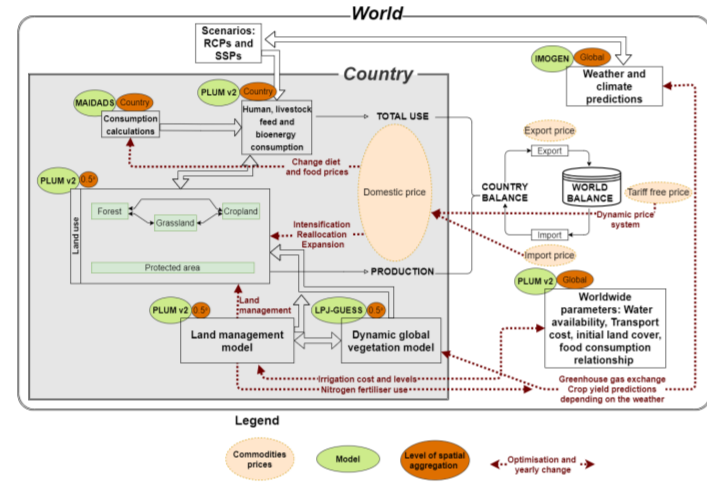 World
Scenarios:
RCPs and
SSPs
IMOGEN
Global
Weather and
climate
predictions
Country
PLUM v2
Country
MAIDADS
Country
Consumption
calculations
Human, livestock
feed and
bioenergy
consumption
TOTAL USE
Export price
Export
Change diet
and food prices
PLUM v2
0.5°
Domestic price
COUNTRY
BALANCE
WORLD
BALANCE
Tariff free price
Dynamic price
system
Land use
Forest
Cropland
Grassland
Intensification
Reallocation
Expansion
Import
Import price
Protected area
PRODUCTION
PLUM v2
Global
Land
management
PLUM v2
0.5°
LPJ-GUESS
0.5°
Land management
model
Dynamic global
vegetation model
Worldwide
parameters: Water
availability, Transport
cost, initial land cover,
food consumption
relationship
Irrigation cost and levels
Nitrogen fertiliser use
Greenhouse gas exchange
Crop yield predictions
depending on the weather
Legend
Commodities
prices
Model
Level of spatial
aggregation
Optimisation and
yearly change